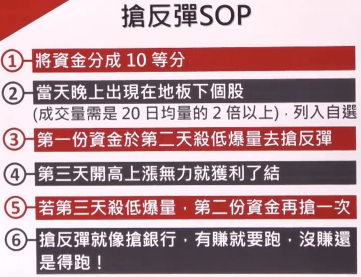 搶反彈SOP
1 將資金分成 10 等分
2 當天晚上出現在地板下個股
(成交量需是 20 日均量的 2 倍以上)，列入自選
3 第一份資金於第二天殺低爆量去搶反彈
4 第三天開高上漲無力就獲利了結
5 若第三天殺低爆量，第二份資金再搶一次
6 搶反彈就像搶銀行，有賺就要跑，沒賺還
是得跑！